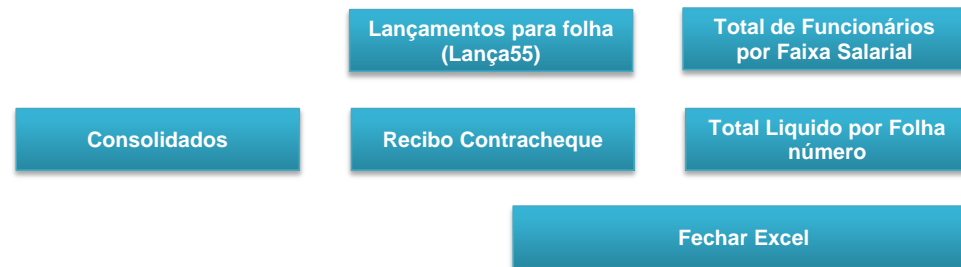 Lançamentos para folha
(Lança55)
Total de Funcionários
por Faixa Salarial
Consolidados
Recibo Contracheque
Total Liquido por Folha
número
Fechar Excel